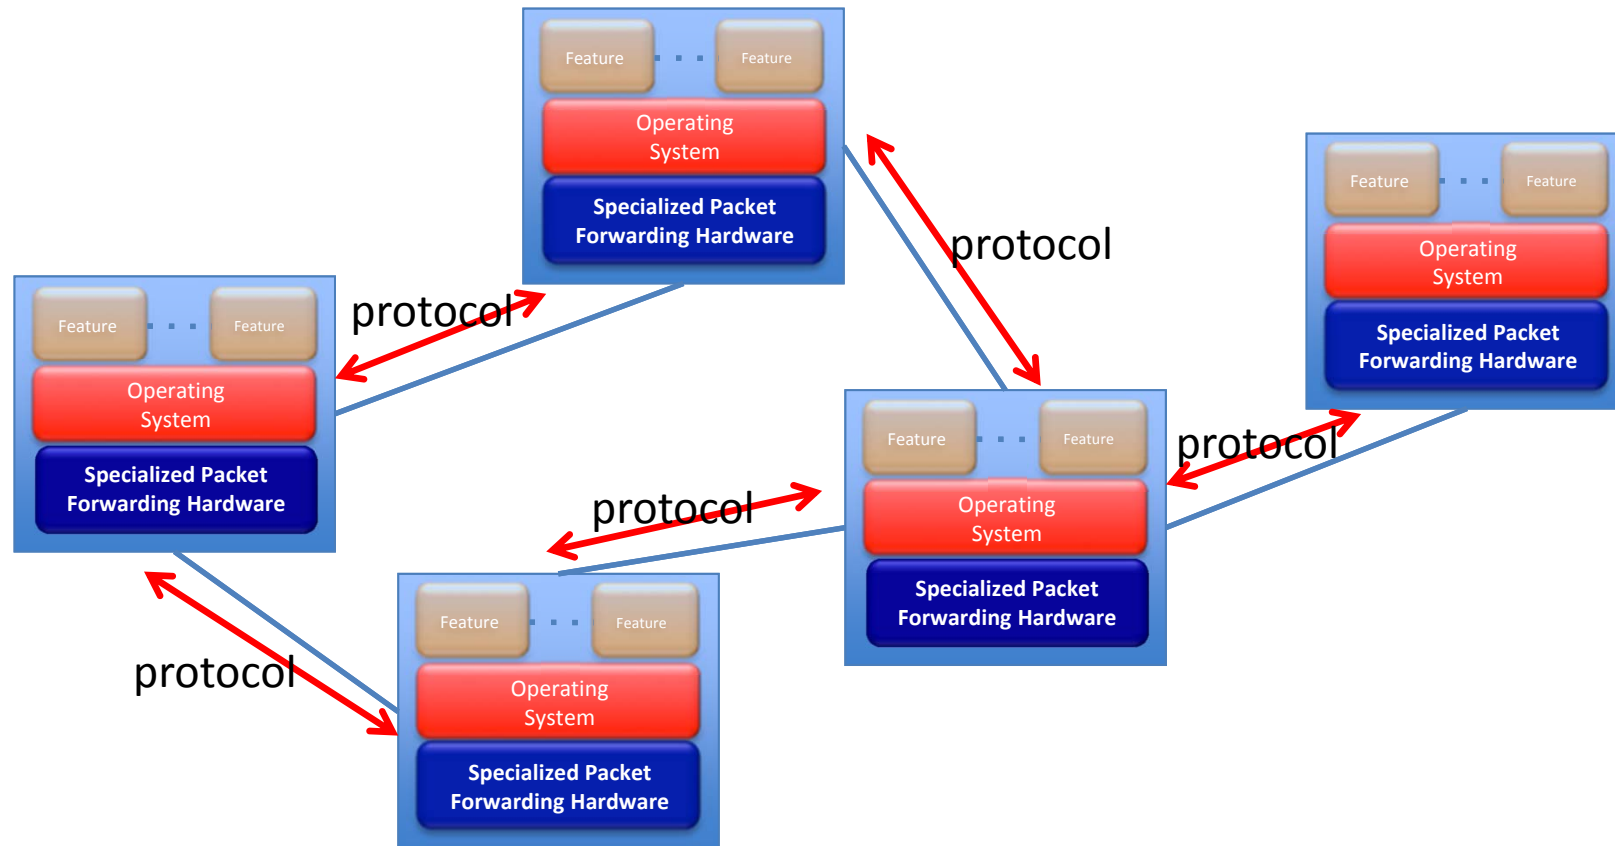 Feature
Feature
Operating
System
Specialized Packet
Forwarding Hardware
protocol
Feature
Feature
Operating
System
Specialized Packet
Forwarding Hardware
protocol
Feature
Feature
Operating
System
Specialized Packet
Forwarding Hardware
protocol
Feature
Feature
Operating
System
Specialized Packet
Forwarding Hardware
protocol
protocol
Feature
Feature
Operating
System
Specialized Packet
Forwarding Hardware